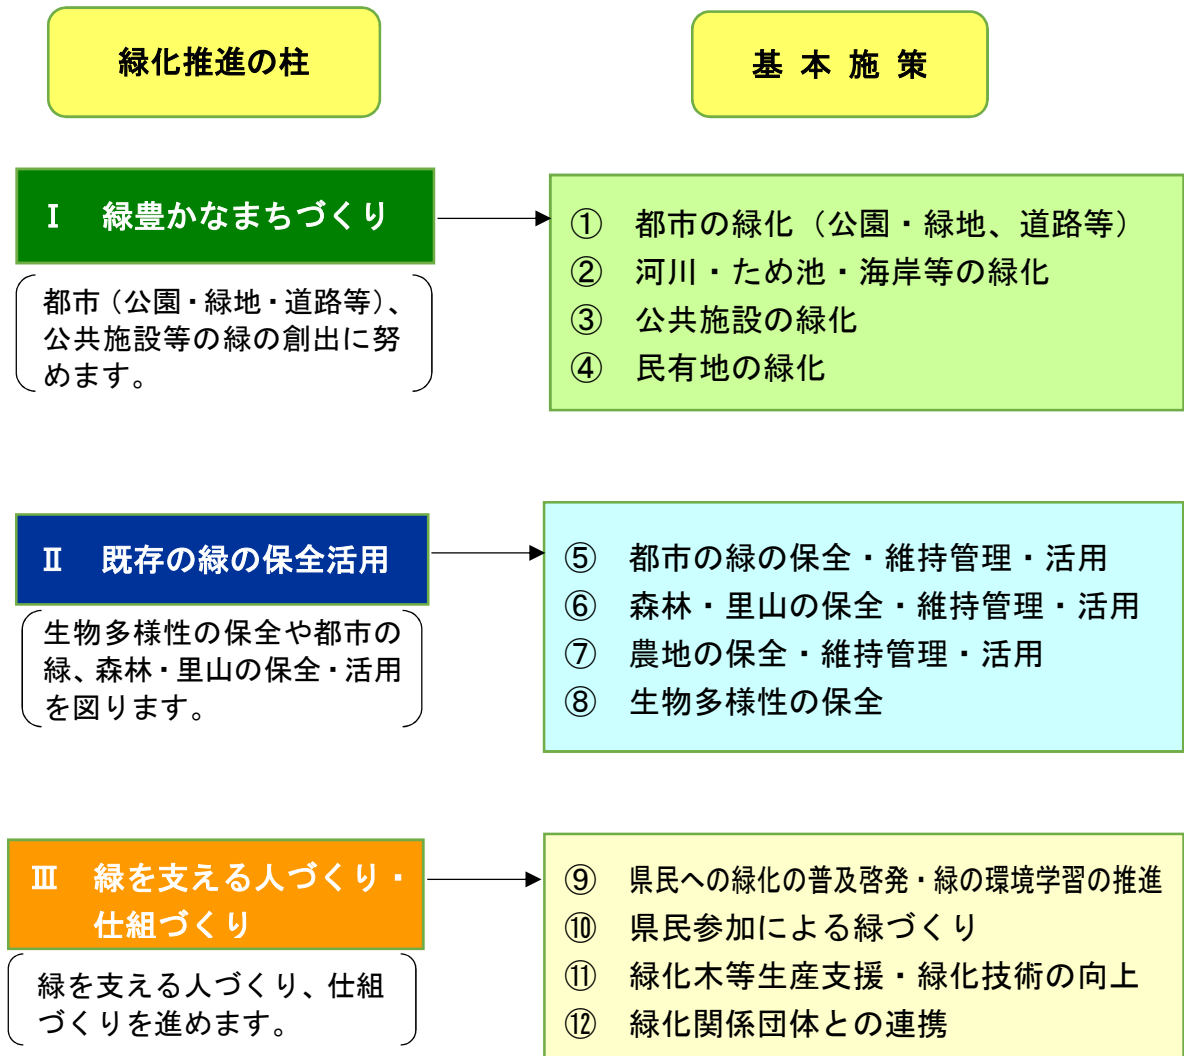 緑化推進の柱
基 本 施 策
Ⅰ 緑豊かなまちづくり
都市（公園・緑地・道路等）、
公共施設等の緑の創出に努
めます。
① 都市の緑化（公園・緑地、道路等）
② 河川・ため池・海岸等の緑化
③ 公共施設の緑化
④ 民有地の緑化
Ⅱ 既存の緑の保全活用
生物多様性の保全や都市の
緑、森林・里山の保全・活用
を図ります。
⑤ 都市の緑の保全・維持管理・活用
⑥ 森林・里山の保全・維持管理・活用
⑦ 農地の保全・維持管理・活用
⑧ 生物多様性の保全
Ⅲ 緑を支える人づくり・
仕組づくり
緑を支える人づくり、仕組
づくりを進めます。
⑨ 県民への緑化の普及啓発・緑の環境学習の推進
⑩ 県民参加による緑づくり
⑪ 緑化木等生産支援・緑化技術の向上
⑫ 緑化関係団体との連携